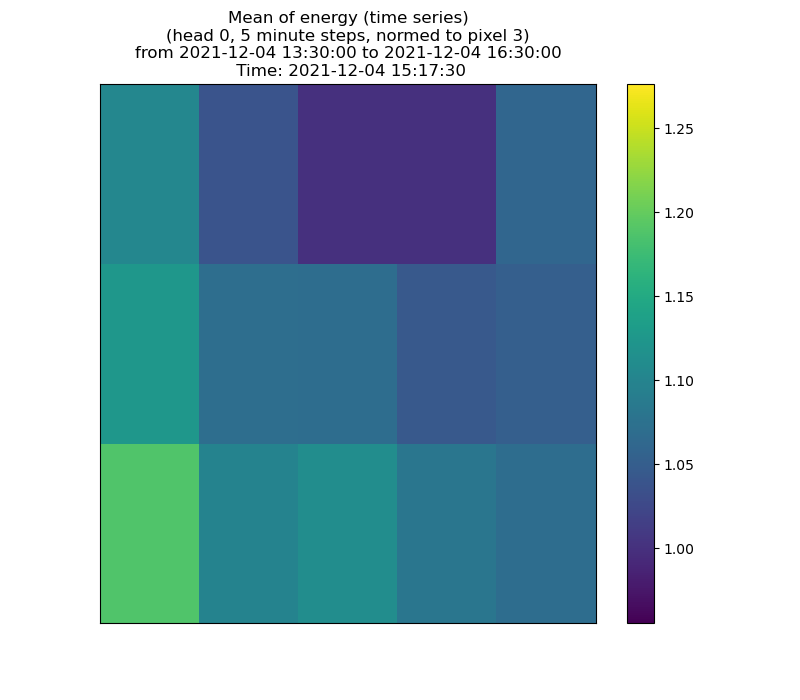 Mean of energy (time series)
(head 0, 5 minute steps, normed to pixel 3)
from 2021-12-04 13:30:00 to 2021-12-04 16:30:00
Time: 2021-12-04 15:17:30
1.25
1.20
1.15
1.10
1.05
1.00